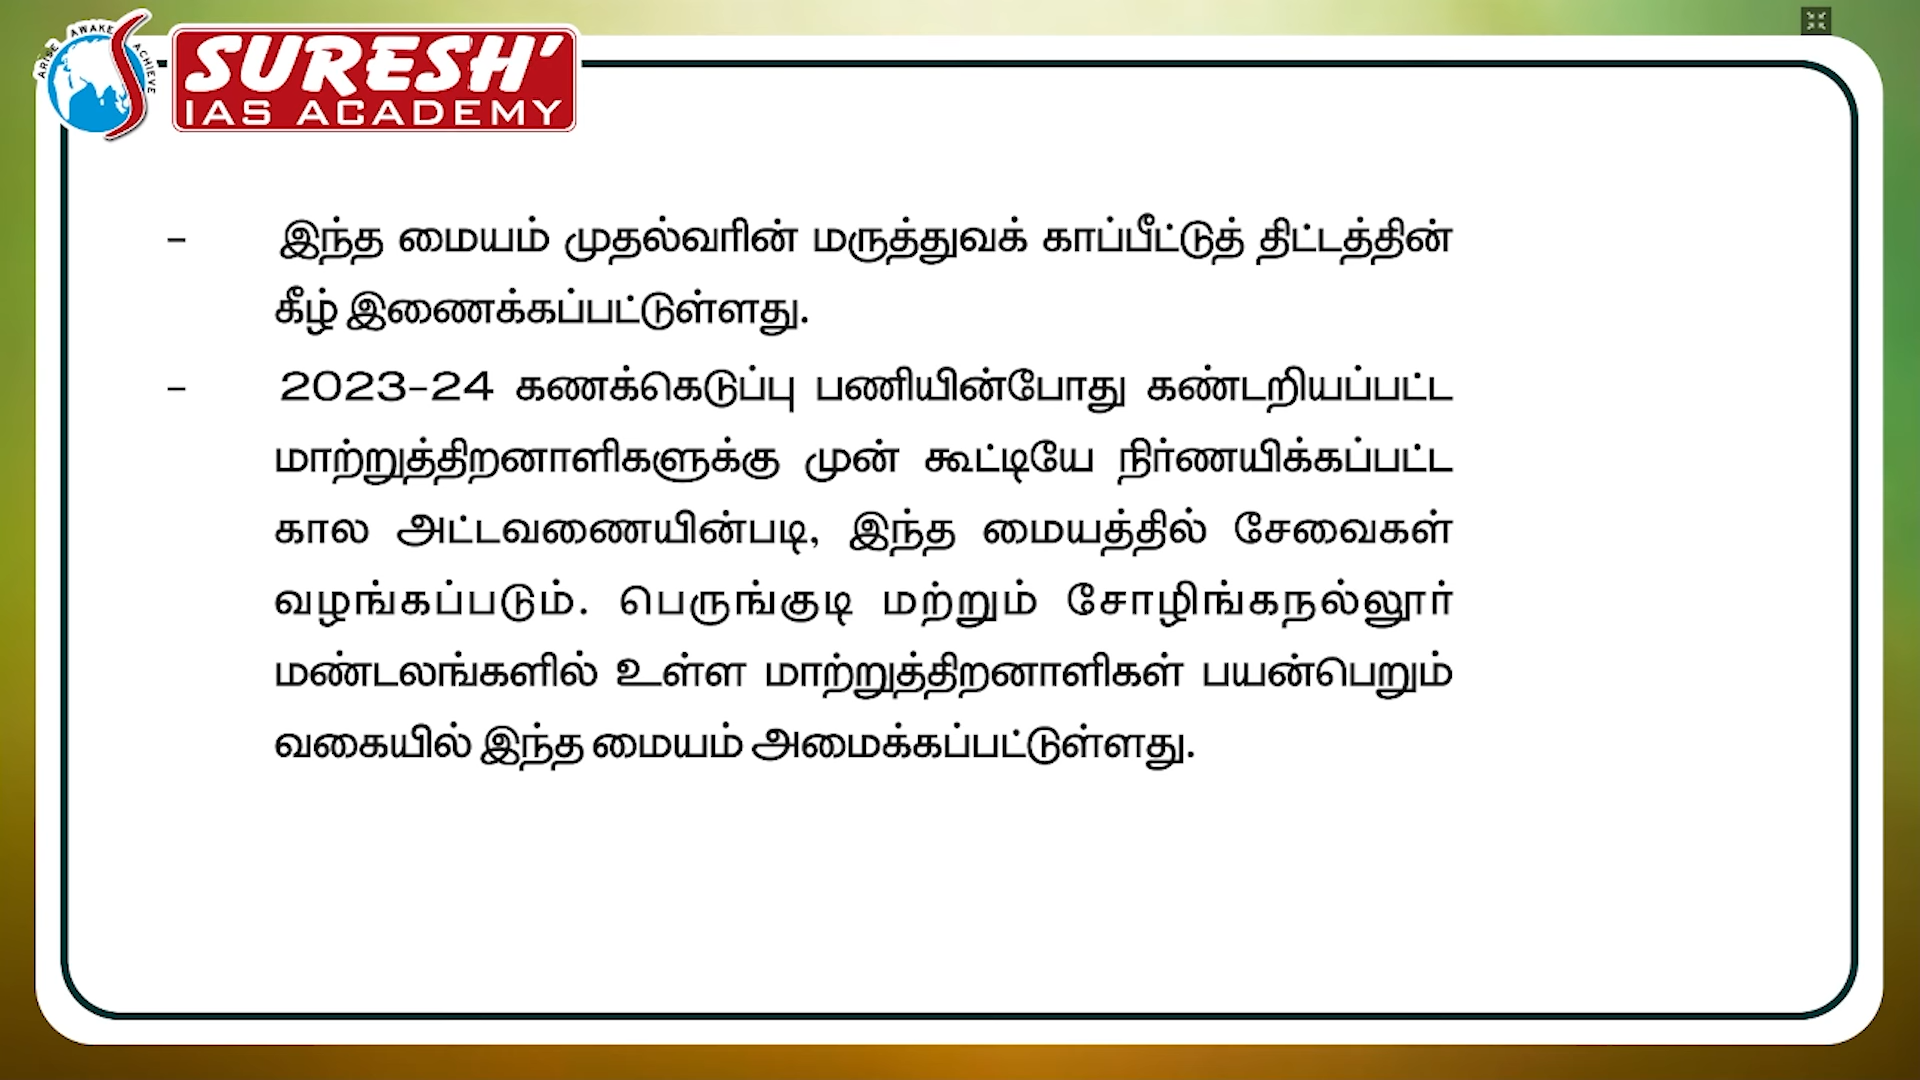 ARISE AWAKE ACHIEVE
SURESH'
IAS ACADEMY
- இந்த மையம் முதல்வரின் மருத்துவக் காப்பீட்டுத் திட்டத்தின்
கீழ் இணைக்கப்பட்டுள்ளது.
- 2023-24 கணக்கெடுப்பு பணியின்போது கண்டறியப்பட்ட
மாற்றுத்திறனாளிகளுக்கு முன் கூட்டியே நிர்ணயிக்கப்பட்ட
கால அட்டவணையின்படி, இந்த மையத்தில் சேவைகள்
வழங்கப்படும். பெருங்குடி மற்றும் சோழிங்கநல்லூர்
மண்டலங்களில் உள்ள மாற்றுத்திறனாளிகள் பயன்பெறும்
வகையில் இந்த மையம் அமைக்கப்பட்டுள்ளது.